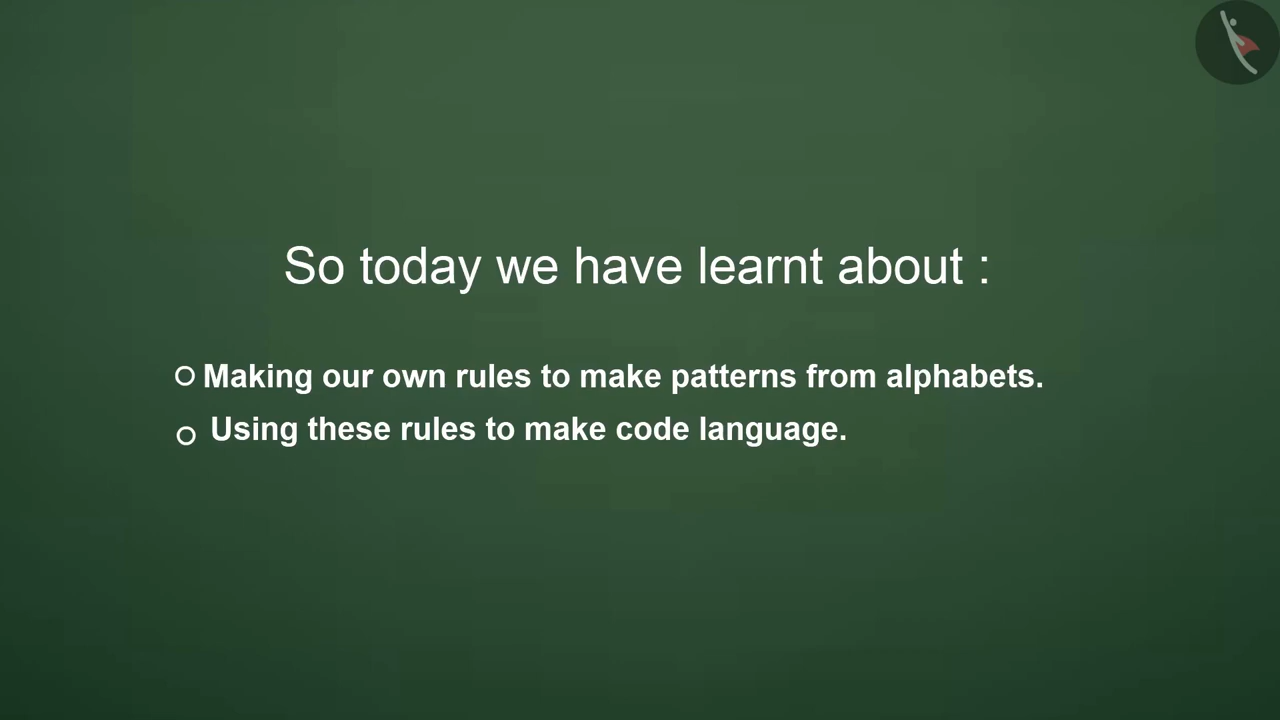 So today we have learnt about :
Making our own rules to make patterns from alphabets.
Using these rules to make code language.